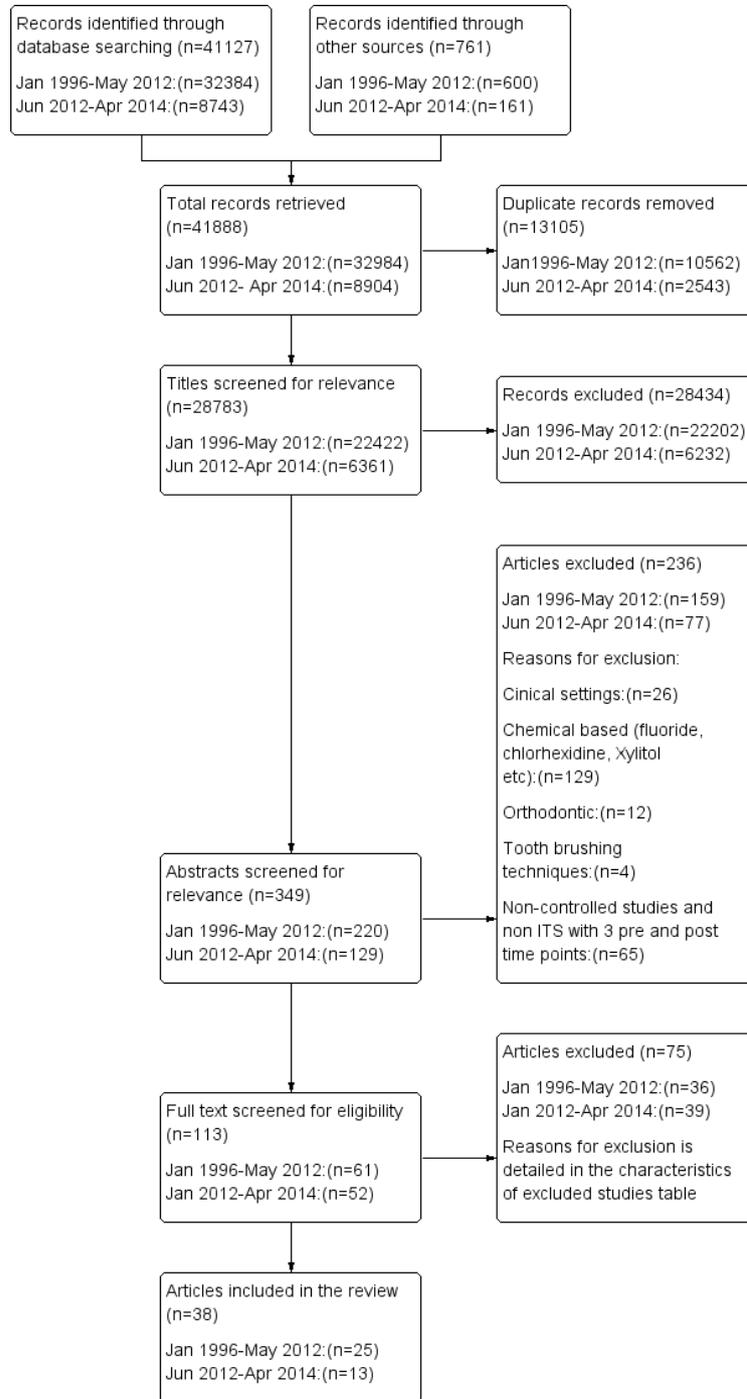 Records identified through
database searching (n=41127)
Jan 1996-May 2012:(n=32384)
Jun 2012-Apr 2014:(n=8743)
Records identified through
other sources (n=761)
Jan 1996-May 2012:(n=600)
Jun 2012-Apr 2014:(n=161)
Total records retrieved
(n=41888)
Jan 1996-May 2012:(n=32984)
Jun 2012- Apr 2014:(n=8904)
Duplicate records removed
(n=13105)
Jan1996-May 2012:(n=10562)
Jun 2012-Apr 2014:(n=2543)
Titles screened for relevance
(n=28783)
Jan 1996-May 2012:(n=22422)
Jun 2012-Apr 2014:(n=6361)
Records excluded (n=28434)
Jan 1996-May 2012:(n=22202)
Jun 2012-Apr 2014:(n=6232)
Articles excluded (n=236)
Jan 1996-May 2012:(n=159)
Jun 2012-Apr 2014:(n=77)
Reasons for exclusion:
Cinical settings:(n=26)
Chemical based (fluoride,
chlorhexidine, Xylitol
etc):(n=129)
Orthodontic:(n=12)
Tooth brushing
techniques:(n=4)
Non-controlled studies and
non ITS with 3 pre and post
time points:(n=65)
Abstracts screened for
relevance (n=349)
Jan 1996-May 2012:(n=220)
Jun 2012-Apr 2014:(n=129)
Articles excluded (n=75)
Jan 1996-May 2012:(n=36)
Jan 2012-Apr 2014:(n=39)
Reasons for exclusion is
detailed in the characteristics
of excluded studies table
Full text screened for eligibility
(n=113)
Jan 1996-May 2012:(n=61)
Jan 2012-Apr 2014:(n=52)
Articles included in the review
(n=38)
Jan 1996-May 2012:(n=25)
Jun 2012-Apr 2014:(n=13)